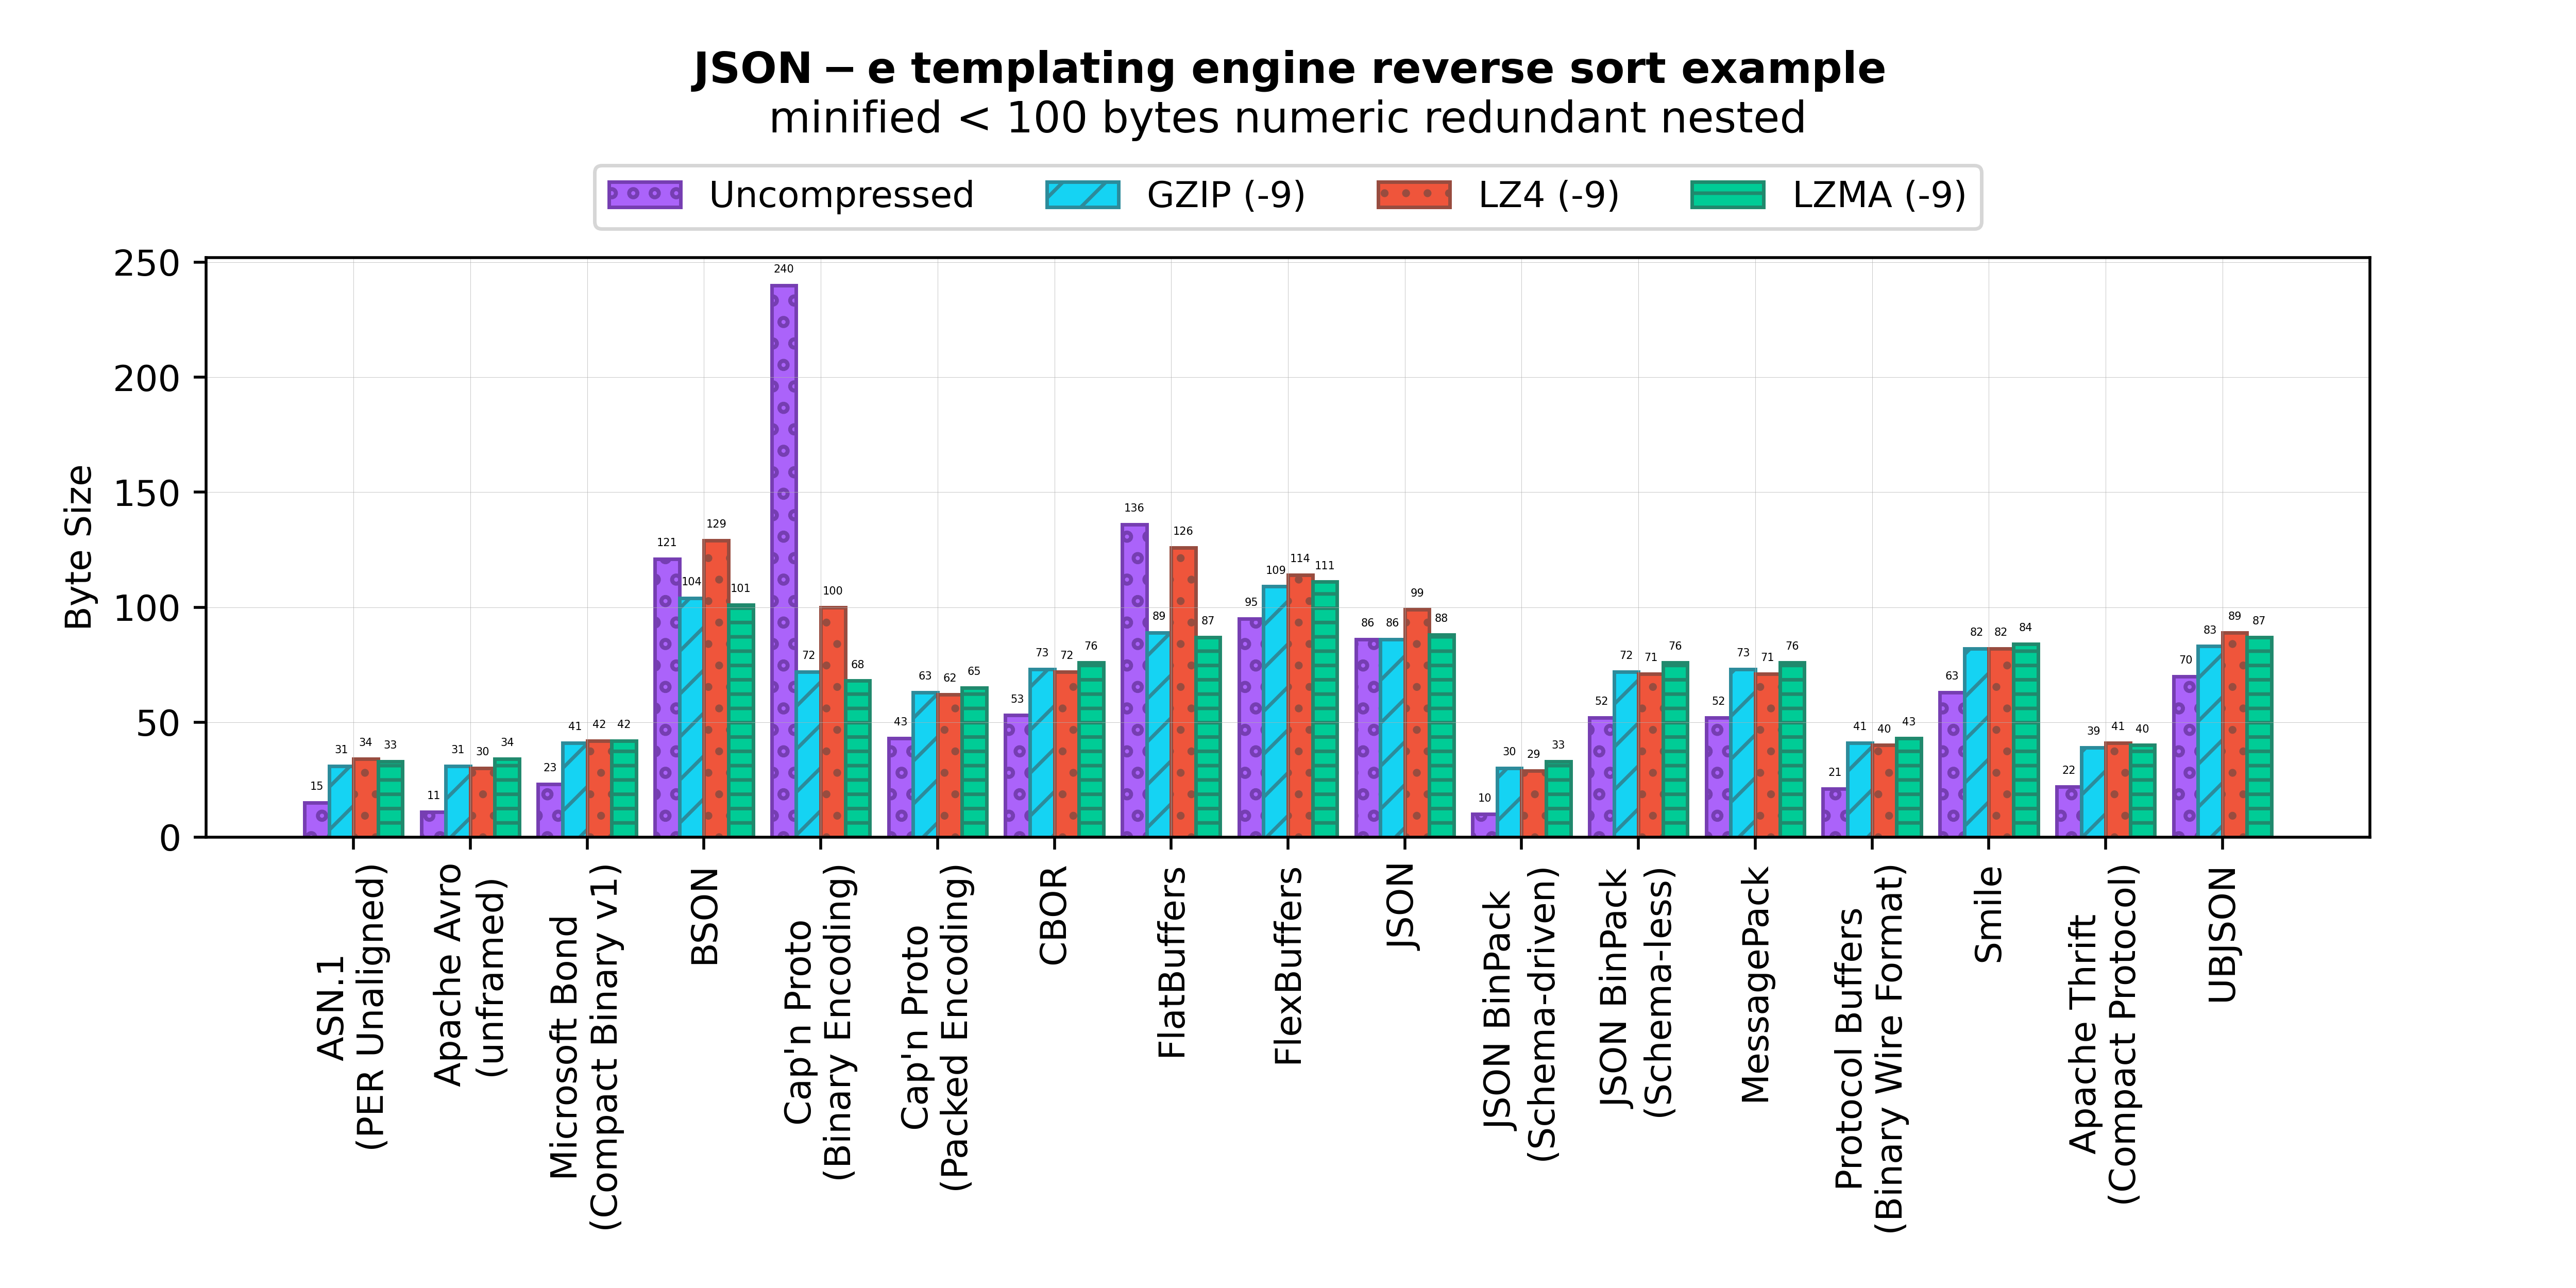 JSON − e templating engine reverse sort example
minified < 100 bytes numeric redundant nested
Uncompressed GZIP (-9) LZ4 (-9) LZMA (-9)
Byte Size
250
200
150
100
50
0
15 31 34 33
11 31 30 34
23 41 42 42
121 104 129 101
240 72 100 68
43 63 62 65
53 73 72 76
136 89 126 87
95 109 114 111
86 86 99 88
10 30 29 33
52 72 71 76
52 73 71 76
21 41 40 43
63 82 82 84
22 39 41 40
70 83 89 87
ASN.1
(PER Unaligned)
Apache Avro
(unframed)
Microsoft Bond
(Compact Binary v1)
BSON
Cap'n Proto
(Binary Encoding)
Cap'n Proto
(Packed Encoding)
CBOR
FlatBuffers
FlexBuffers
JSON
JSON BinPack
(Schema-driven)
JSON BinPack
(Schema-less)
MessagePack
Protocol Buffers
(Binary Wire Format)
Smile
Apache Thrift
(Compact Protocol)
UBJSON